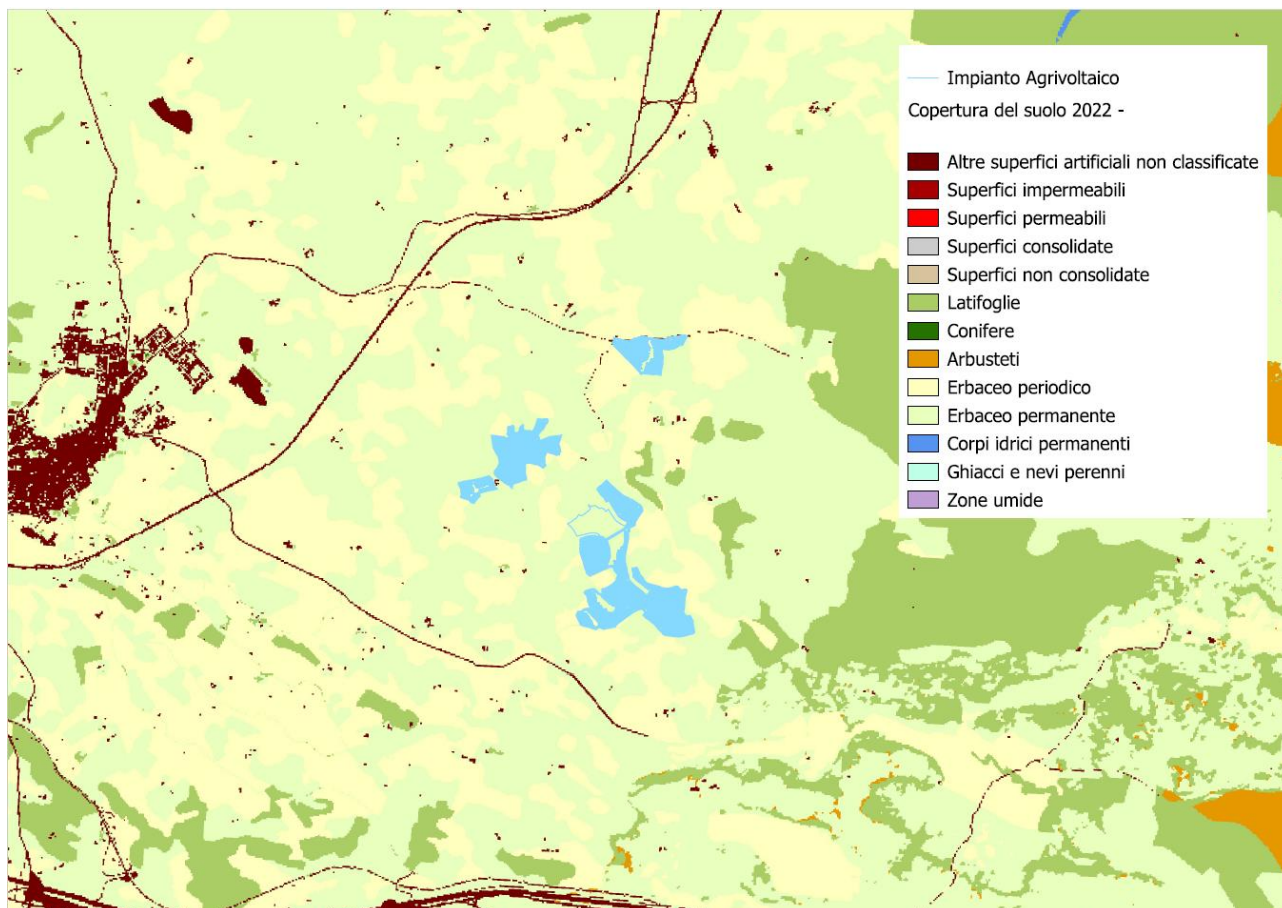 Impianto Agrivoltaico
Copertura del suolo 2022 -
Altre superfici artificiali non classificate
Superfici impermeabili
Superfici permeabili
Superfici consolidate
Superfici non consolidate
Latifoglie
Conifere
Arbusteti
Erbaceo periodico
Erbaceo permanente
Corpi idrici permanenti
Ghiacci e nevi perenni
Zone umide